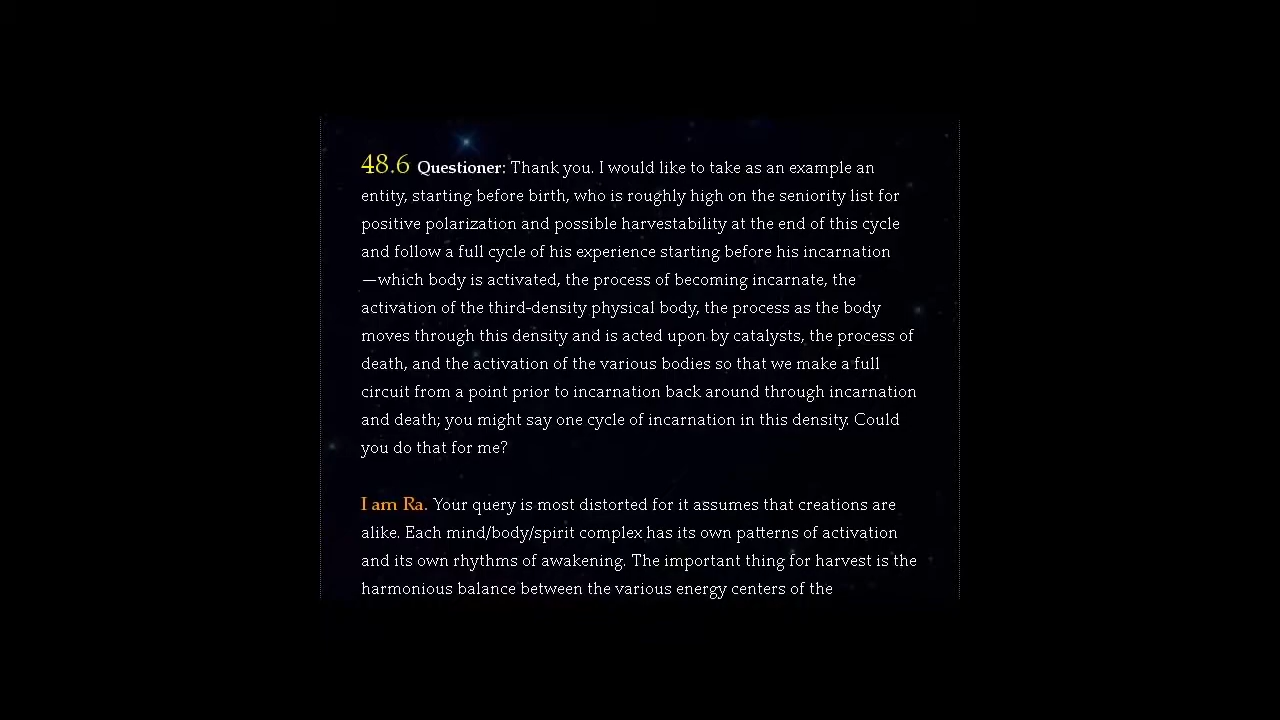 48.6 Questioner: Thank you. I would like to take as an example an
entity, starting before birth, who is roughly high on the seniority list for
positive polarization and possible harvestability at the end of this cycle
and follow a full cycle of his experience starting before his incarnation
—which body is activated, the process of becoming incarnate, the
activation of the third-density physical body, the process as the body
moves through this density and is acted upon by catalysts, the process of
death, and the activation of the various bodies so that we make a full
circuit from a point prior to incarnation back around through incarnation
and death; you might say one cycle of incarnation in this density. Could
you do that for me?
I am Ra. Your query is most distorted for it assumes that creations are
alike. Each mind/body/spirit complex has its own patterns of activation
and its own rhythms of awakening. The important thing for harvest is the
harmonious balance between the various energy centers of the